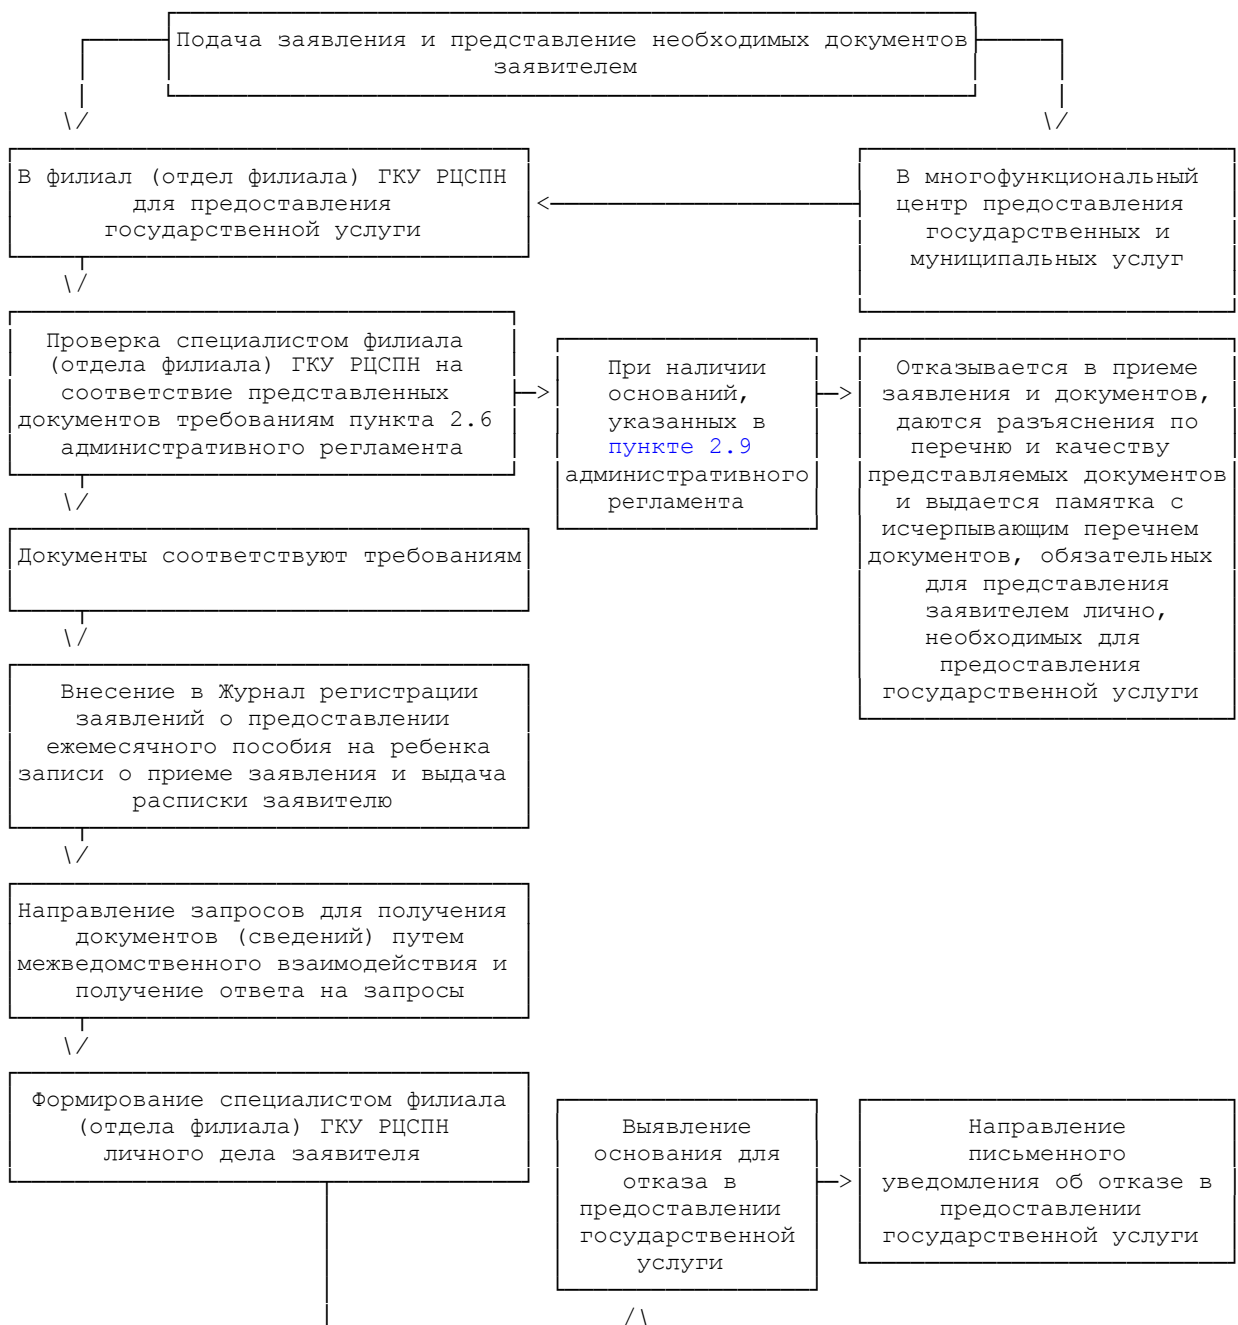 Подача заявления и представление необходимых документов
заявителем
В филиал (отдел филиала) ГКУ РЦСПН
для предоставления
государственной услуги
В многофункциональный
центр предоставления
государственных и
муниципальных услуг
Проверка специалистом филиала
(отдела филиала) ГКУ РЦСПН на
соответствие представленных
документов требованиям пункта 2.6
административного регламента
При наличии
оснований,
указанных в
пункте 2.9
административного
регламента
Отказывается в приеме
заявления и документов,
даются разъяснения по
перечню и качеству
представляемых документов
и выдается памятка с
исчерпывающим перечнем
документов, обязательных
для представления
заявителем лично,
необходимых для
предоставления
государственной услуги
Документы соответствуют требованиям
Внесение в Журнал регистрации
заявлений о предоставлении
ежемесячного пособия на ребенка
записи о приеме заявления и выдача
расписки заявителю
Направление запросов для получения
документов (сведений) путем
межведомственного взаимодействия и
получение ответа на запросы
Формирование специалистом филиала
(отдела филиала) ГКУ РЦСПН
личного дела заявителя
Выявление
основания для
отказа в
предоставлении
государственной
услуги
Направление
письменного
уведомления об отказе в
предоставлении
государственной услуги